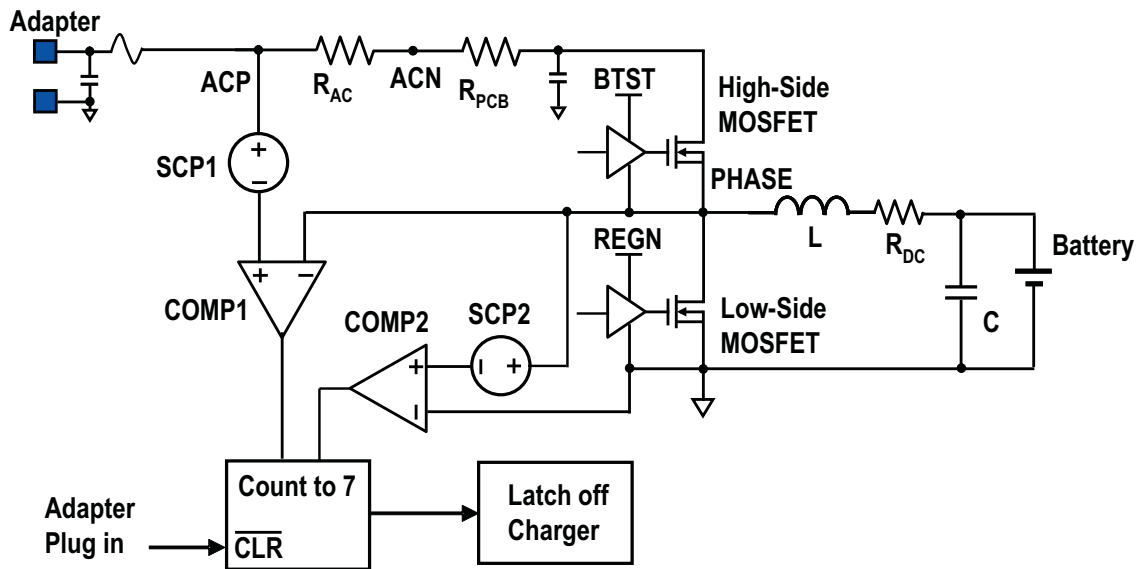 Adapter
ACP
R_AC
ACN
R_PCB
BTST
High-Side
MOSFET
+
−
SCP1
PHASE
REGN
L
R_DC
Battery
+ −
COMP1
COMP2
SCP2
+
−
− +
Low-Side
MOSFET
C
Count to 7
CLR
Latch off
Charger
Adapter
Plug in